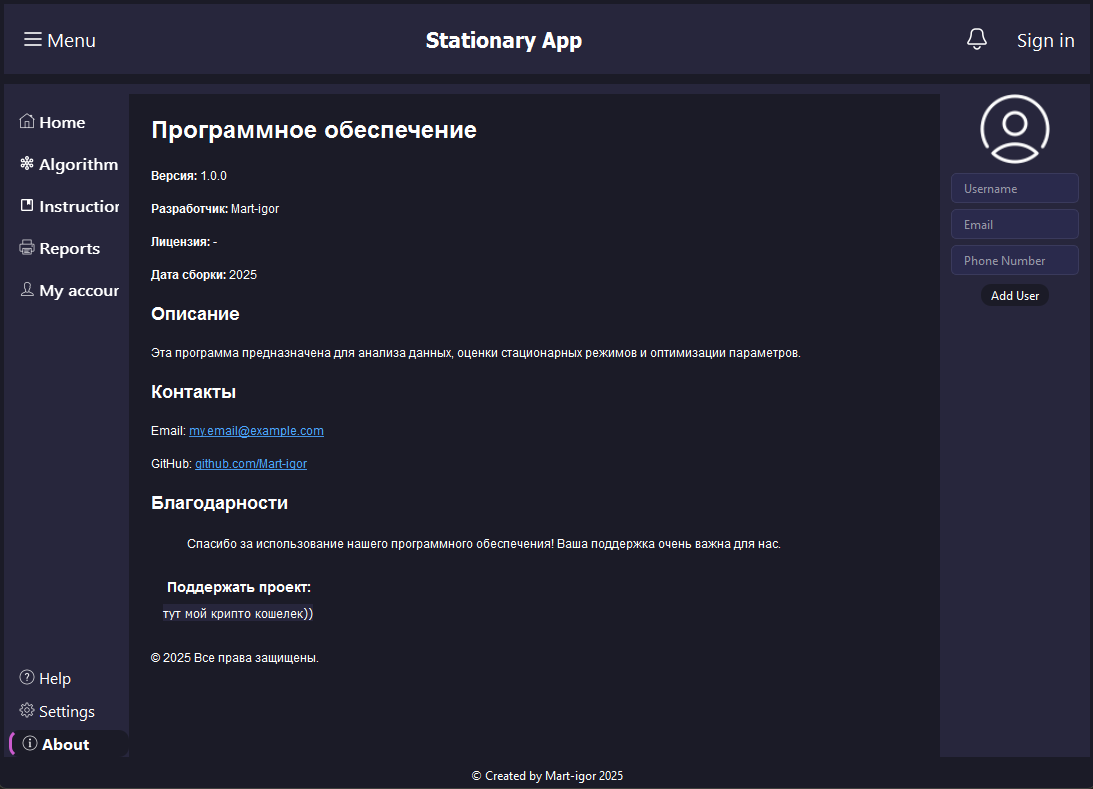 Menu
Stationary App
Sign in
Home
Algorithm
Instruction
Reports
My accour
Help
Settings
About
Программное обеспечение
Версия: 1.0.0
Разработчик: Mart-igor
Лицензия: -
Дата сборки: 2025
Описание
Эта программа предназначена для анализа данных, оценки стационарных режимов и оптимизации параметров.
Контакты
Email: my.email@example.com
GitHub: github.com/Mart-igor
Благодарности
Спасибо за использование нашего программного обеспечения! Ваша поддержка очень важна для нас.
Поддержать проект:
тут мой крипто кошелек))
© 2025 Все права защищены.
Username
Email
Phone Number
Add User
© Created by Mart-igor 2025